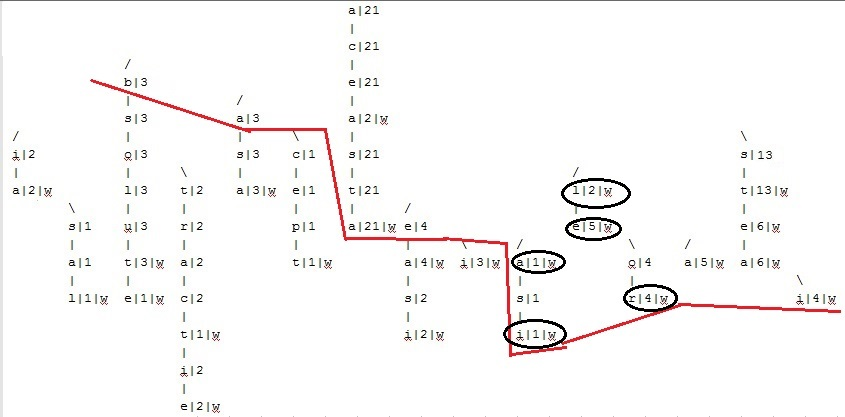 a|21
|
c|21
/ |
b|3 e|21
| / |
s|3 a|3 a|2|w
/ | | \ | \
i|2 o|3 s|3 c|1 s|21 s|13
| | \ | | | / |
a|2|w l|3 t|2 a|3|w e|1 t|21 l|2|w t|13|w
\ | | | | / | |
s|1 u|3 r|2 p|1 a|21|w e|4 e|5|w e|6|w
| | | | | \ / \ / |
a|1 t|3|w a|2 t|1|w a|4|w i|3|w a|1|w o|4 a|5|w a|6|w
| | | | | | \
l|1|w e|1|w c|2 s|2 s|1 r|4|w i|4|w
| | |
t|1|w i|2|w i|1|w
|
i|2
|
e|2|w